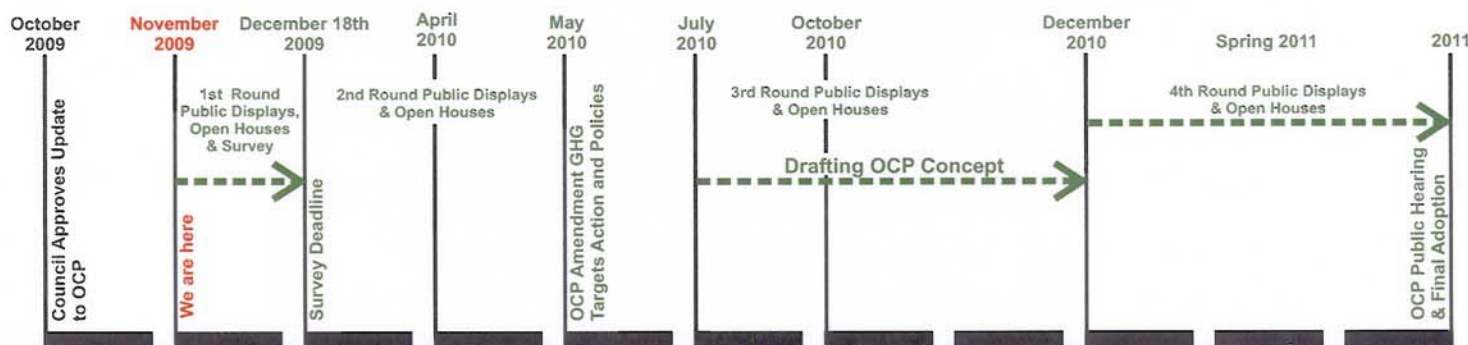 October
2009
November
2009
December 18th
2009
April
2010
May
2010
July
2010
October
2010
December
2010
Spring 2011
2011
1st Round
Public Displays,
Open Houses
& Survey
2nd Round Public Displays
& Open Houses
3rd Round Public Displays
& Open Houses
4th Round Public Displays
& Open Houses
Drafting OCP Concept
Council Approves Update
to OCP
We are here
Survey Deadline
OCP Amendment GHG
Targets Action and Policies
OCP Public Hearing
& Final Adoption